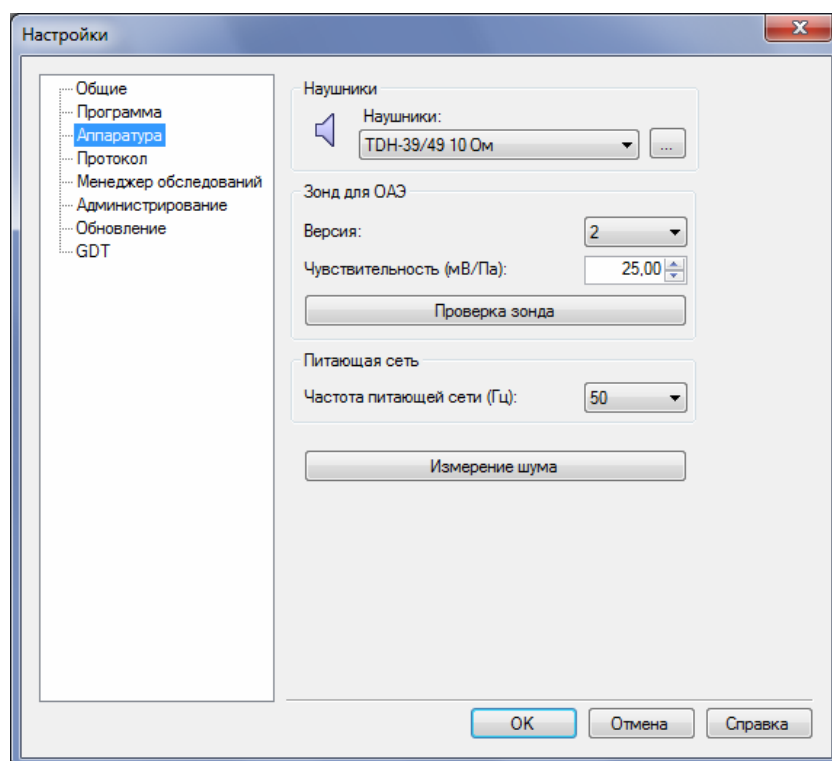 Настройки
Общие
Программа
Аппаратура
Протокол
Менеджер обследований
Администрирование
Обновление
GDT
Наушники
Наушники:
TDH-39/49 10 Ом
...
Зонд для ОАЭ
Версия:
2
Чувствительность (мВ/Па):
25,00
Проверка зонда
Питающая сеть
Частота питающей сети (Гц):
50
Измерение шума
OK
Отмена
Справка